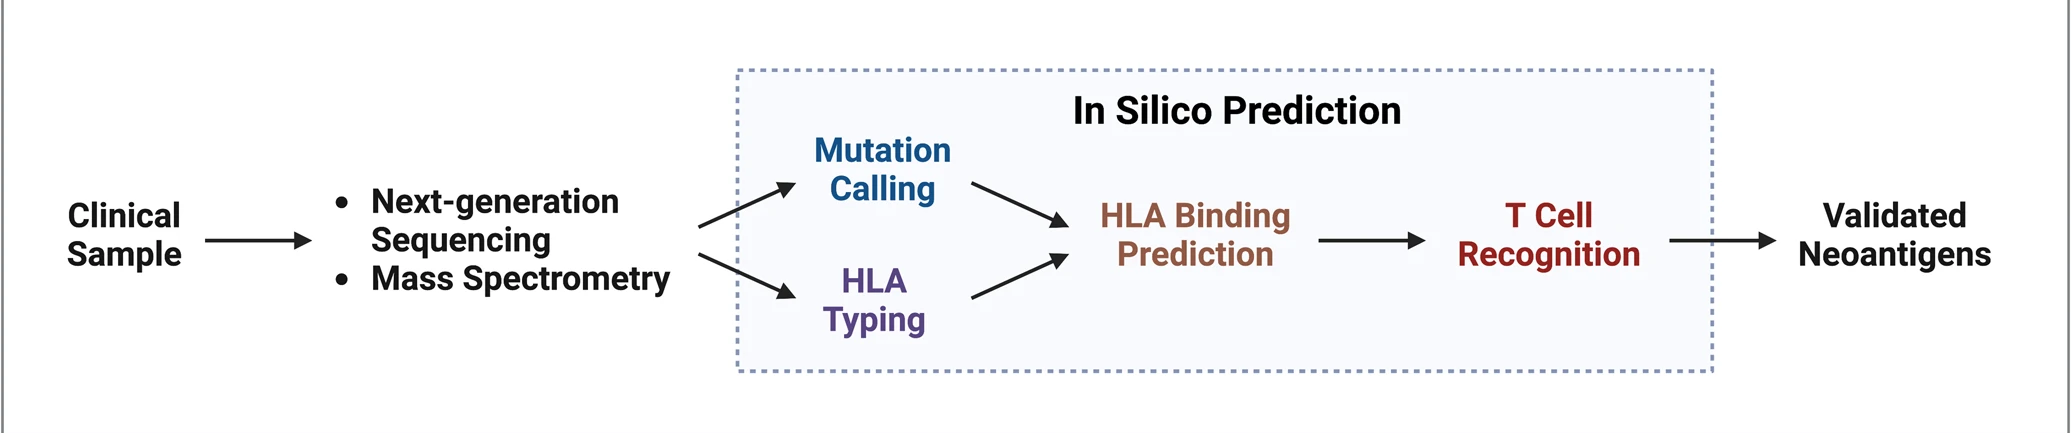 In Silico Prediction
Clinical
Sample
• Next-generation
Sequencing
• Mass Spectrometry
Mutation
Calling
HLA
Typing
HLA Binding
Prediction
T Cell
Recognition
Validated
Neoantigens